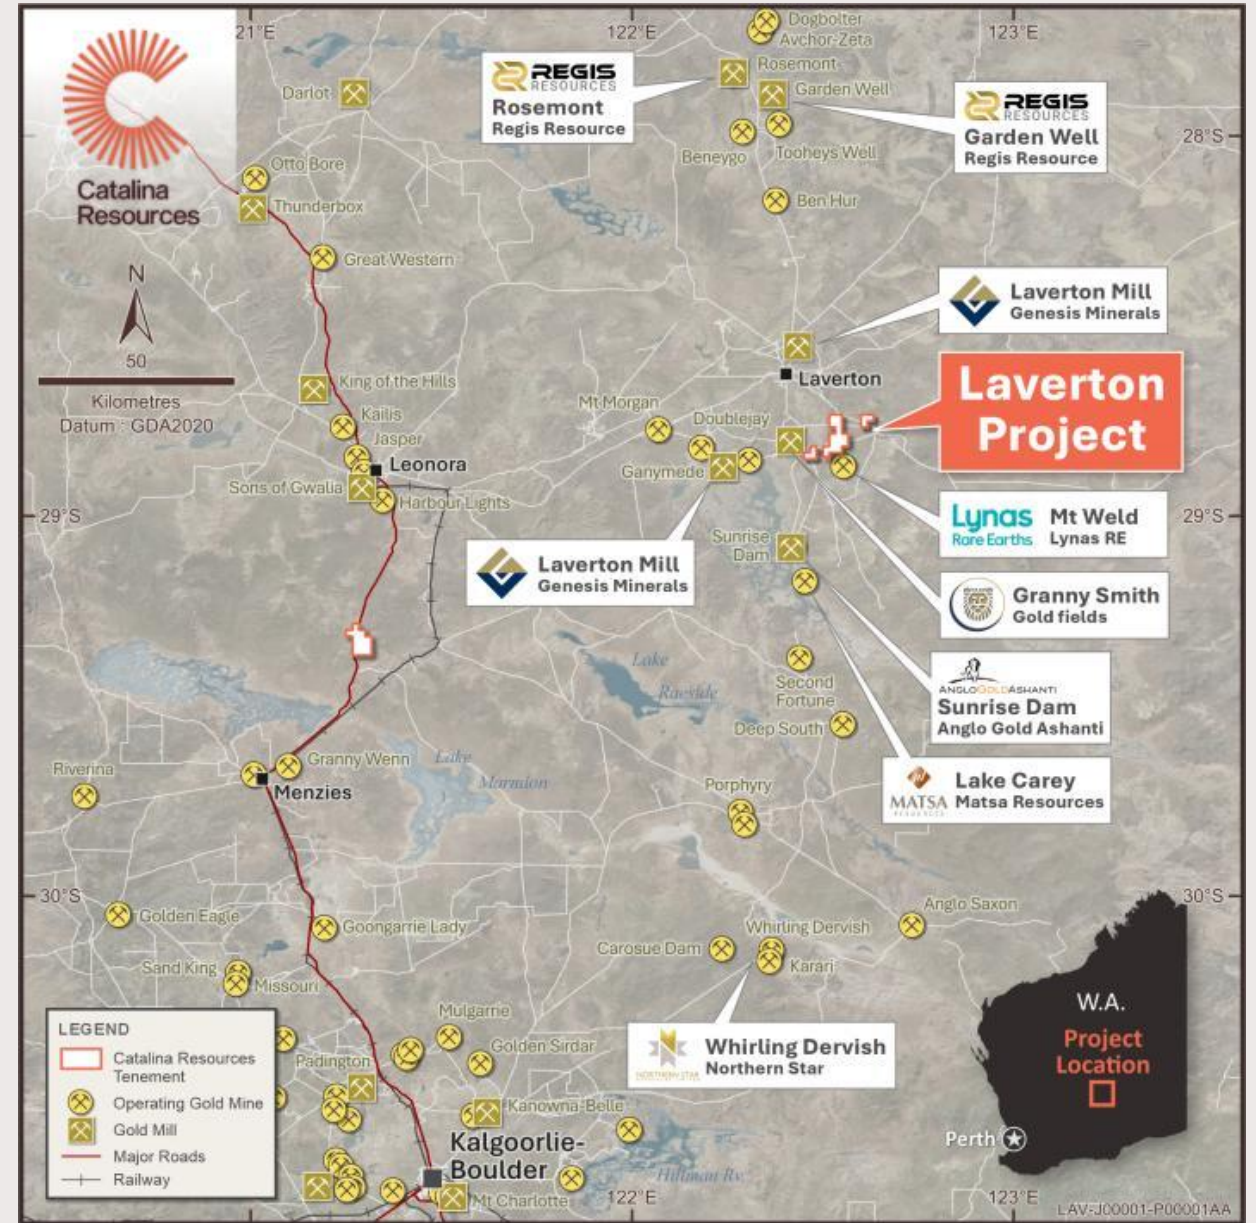 21°E
122°E
123°E
Dogbolter
Avchor-Zeta
Rosemont
Garden Well
Darlot
REGIS
RESOURCES
Rosemont
Regis Resource
REGIS
RESOURCES
Garden Well
Regis Resource
28°S
Beneygo
Tooheys Well
Otto Bore
Catalina
Resources
Thunderbox
Ben Hur
Great Western
N
50
Kilometres
Datum : GDA2020
Laverton Mill
Genesis Minerals
Laverton
King of the Hills
Laverton
Project
Mt Morgan
Doublejay
Kailis
Jasper
Leonora
Ganymede
Sons of Gwalia
Harbour Lights
29°S
29°S
Lynas
Rare Earths
Mt Weld
Lynas RE
Sunrise
Dam
Laverton Mill
Genesis Minerals
Granny Smith
Gold fields
Lake
Raeside
Second
Fortune
ANGLOGOLDASHANTI
Sunrise Dam
Anglo Gold Ashanti
Deep South
Granny Wenn
Lake
Marmion
Riverina
Menzies
Porphyry
MATSA
RESOURCES
Lake Carey
Matsa Resources
30°S
30°S
Golden Eagle
Goongarrie Lady
Anglo Saxon
Whirling Dervish
Carosue Dam
Karari
Sand King
Missouri
W.A.
Project
Location
Perth
LEGEND
Catalina Resources
Tenement
Operating Gold Mine
Gold Mill
Major Roads
Railway
Mulgarrie
Golden Sirdar
Padington
NORTHERN STAR
Whirling Dervish
Northern Star
Kanowna-Belle
Kalgoorlie-
Boulder
Hillman Rv.
Mt Charlotte
122°E
123°E
LAV-J00001-P00001AA